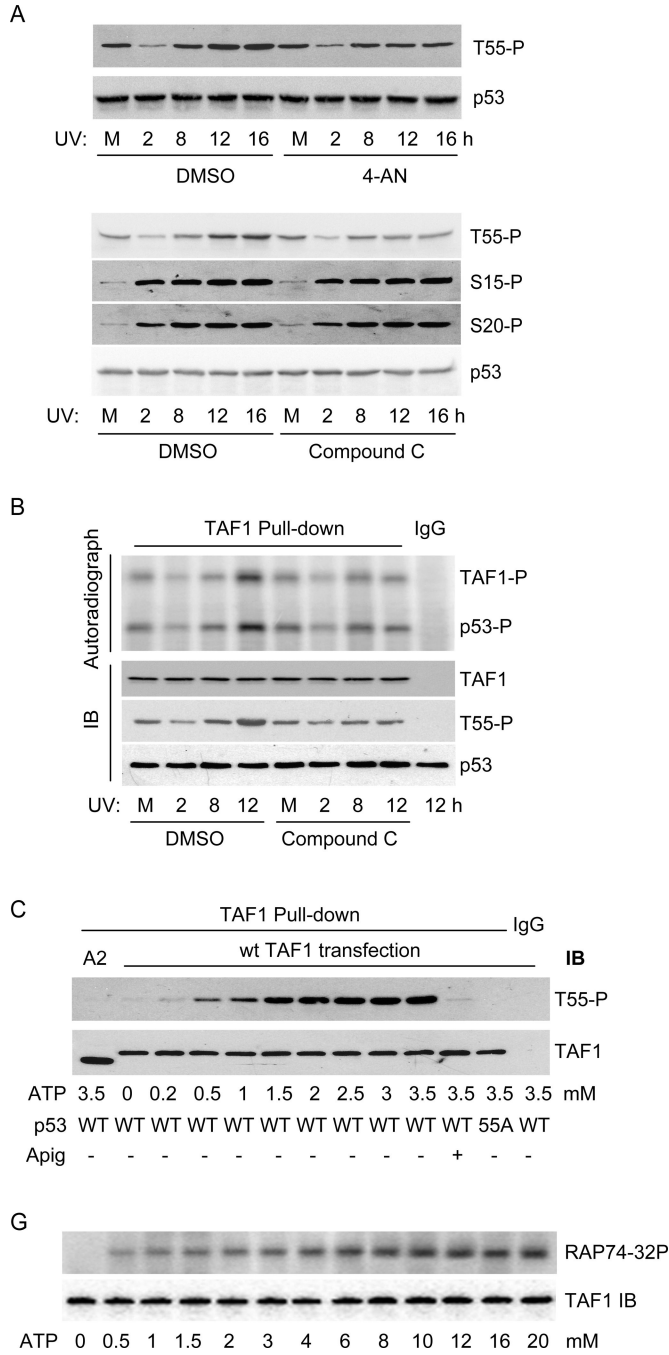 A
T55-P
p53
UV: M 2 8 12 16 M 2 8 12 16 h
DMSO 4-AN
T55-P
S15-P
S20-P
p53
UV: M 2 8 12 16 M 2 8 12 16 h
DMSO Compound C
B
TAF1 Pull-down IgG
Autoradiograph
TAF1-P
p53-P
IB
TAF1
T55-P
p53
UV: M 2 8 12 M 2 8 12 12 h
DMSO Compound C
C
TAF1 Pull-down IgG
A2 wt TAF1 transfection IB
T55-P
TAF1
ATP 3.5 0 0.2 0.5 1 1.5 2 2.5 3 3.5 3.5 3.5 3.5 mM
p53 WT WT WT WT WT WT WT WT WT WT WT 55A WT
Apig - - - - - - - - - - + - -
G
RAP74-32P
TAF1 IB
ATP 0 0.5 1 1.5 2 3 4 6 8 10 12 16 20 mM